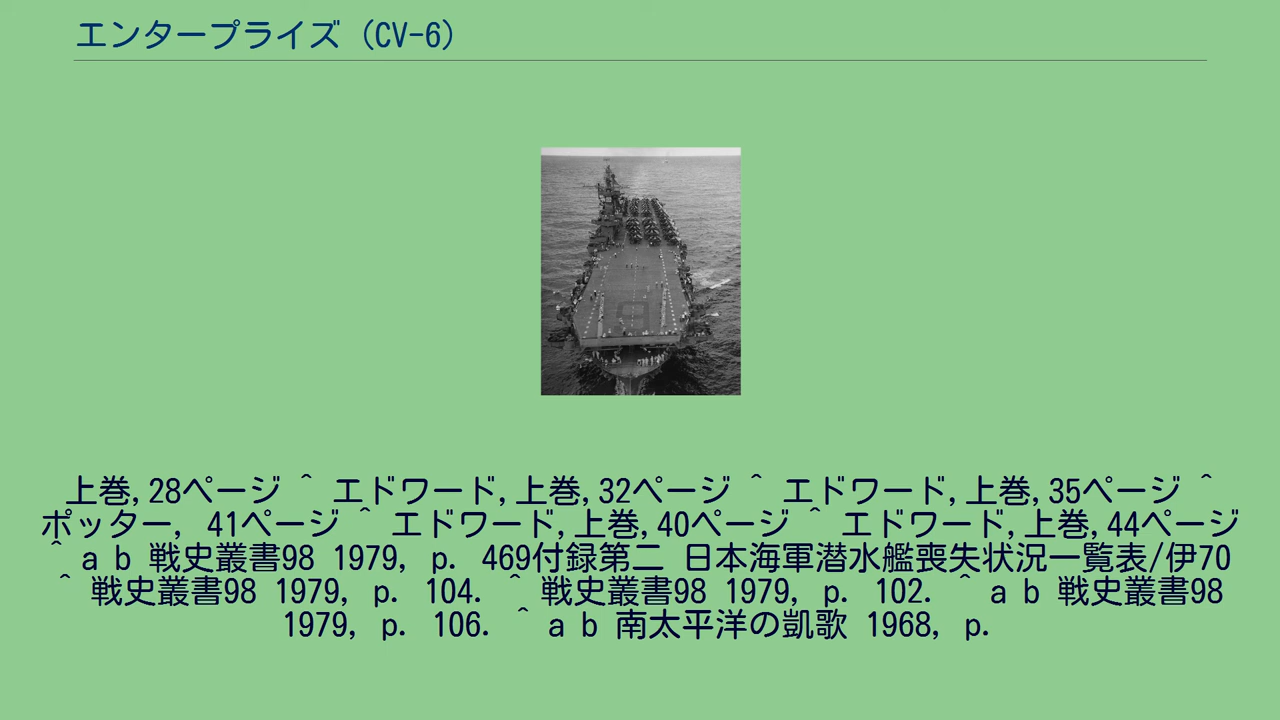 エンタープライズ (CV-6)
上巻,28ページ ^ エドワード,上巻,32ページ ^ エドワード,上巻,35ページ ^
ポッター, 41ページ ^ エドワード,上巻,40ページ ^ エドワード,上巻,44ページ
^ a b 戦史叢書98 1979, p. 469付録第二 日本海軍潜水艦喪失状況一覧表/伊70
^ 戦史叢書98 1979, p. 104. ^ 戦史叢書98 1979, p. 102. ^ a b 戦史叢書98
1979, p. 106. ^ a b 南太平洋の凱歌 1968, p.